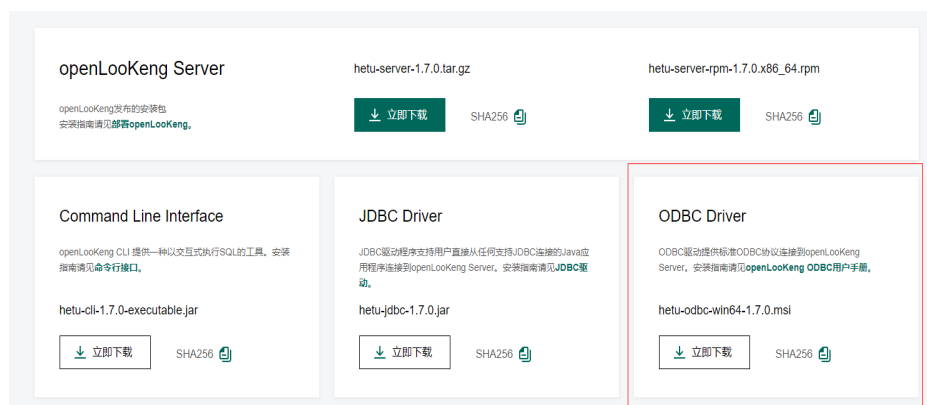 openLooKeng Server
openLooKeng发布的安装包
安装指南请见部署openLooKeng。
hetu-server-1.7.0.tar.gz
立即下载
SHA256
hetu-server-rpm-1.7.0.x86_64.rpm
立即下载
SHA256
Command Line Interface
openLooKeng CLI 提供一种以交互式执行SQL的工具。安装
指南请见命令行接口。
hetu-cli-1.7.0-executable.jar
立即下载
SHA256
JDBC Driver
JDBC驱动程序支持用户直接从任何支持JDBC连接的Java应
用程序连接到openLooKeng Server。安装指南请见JDBC驱
动。
hetu-jdbc-1.7.0.jar
立即下载
SHA256
ODBC Driver
ODBC驱动提供标准ODBC协议连接到openLooKeng
Server。安装指南请见openLooKeng ODBC用户手册。
hetu-odbc-win64-1.7.0.msi
立即下载
SHA256